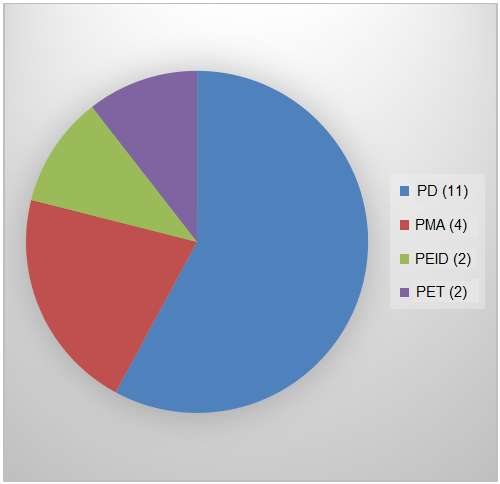 PD (11)
PMA (4)
PEID (2)
PET (2)